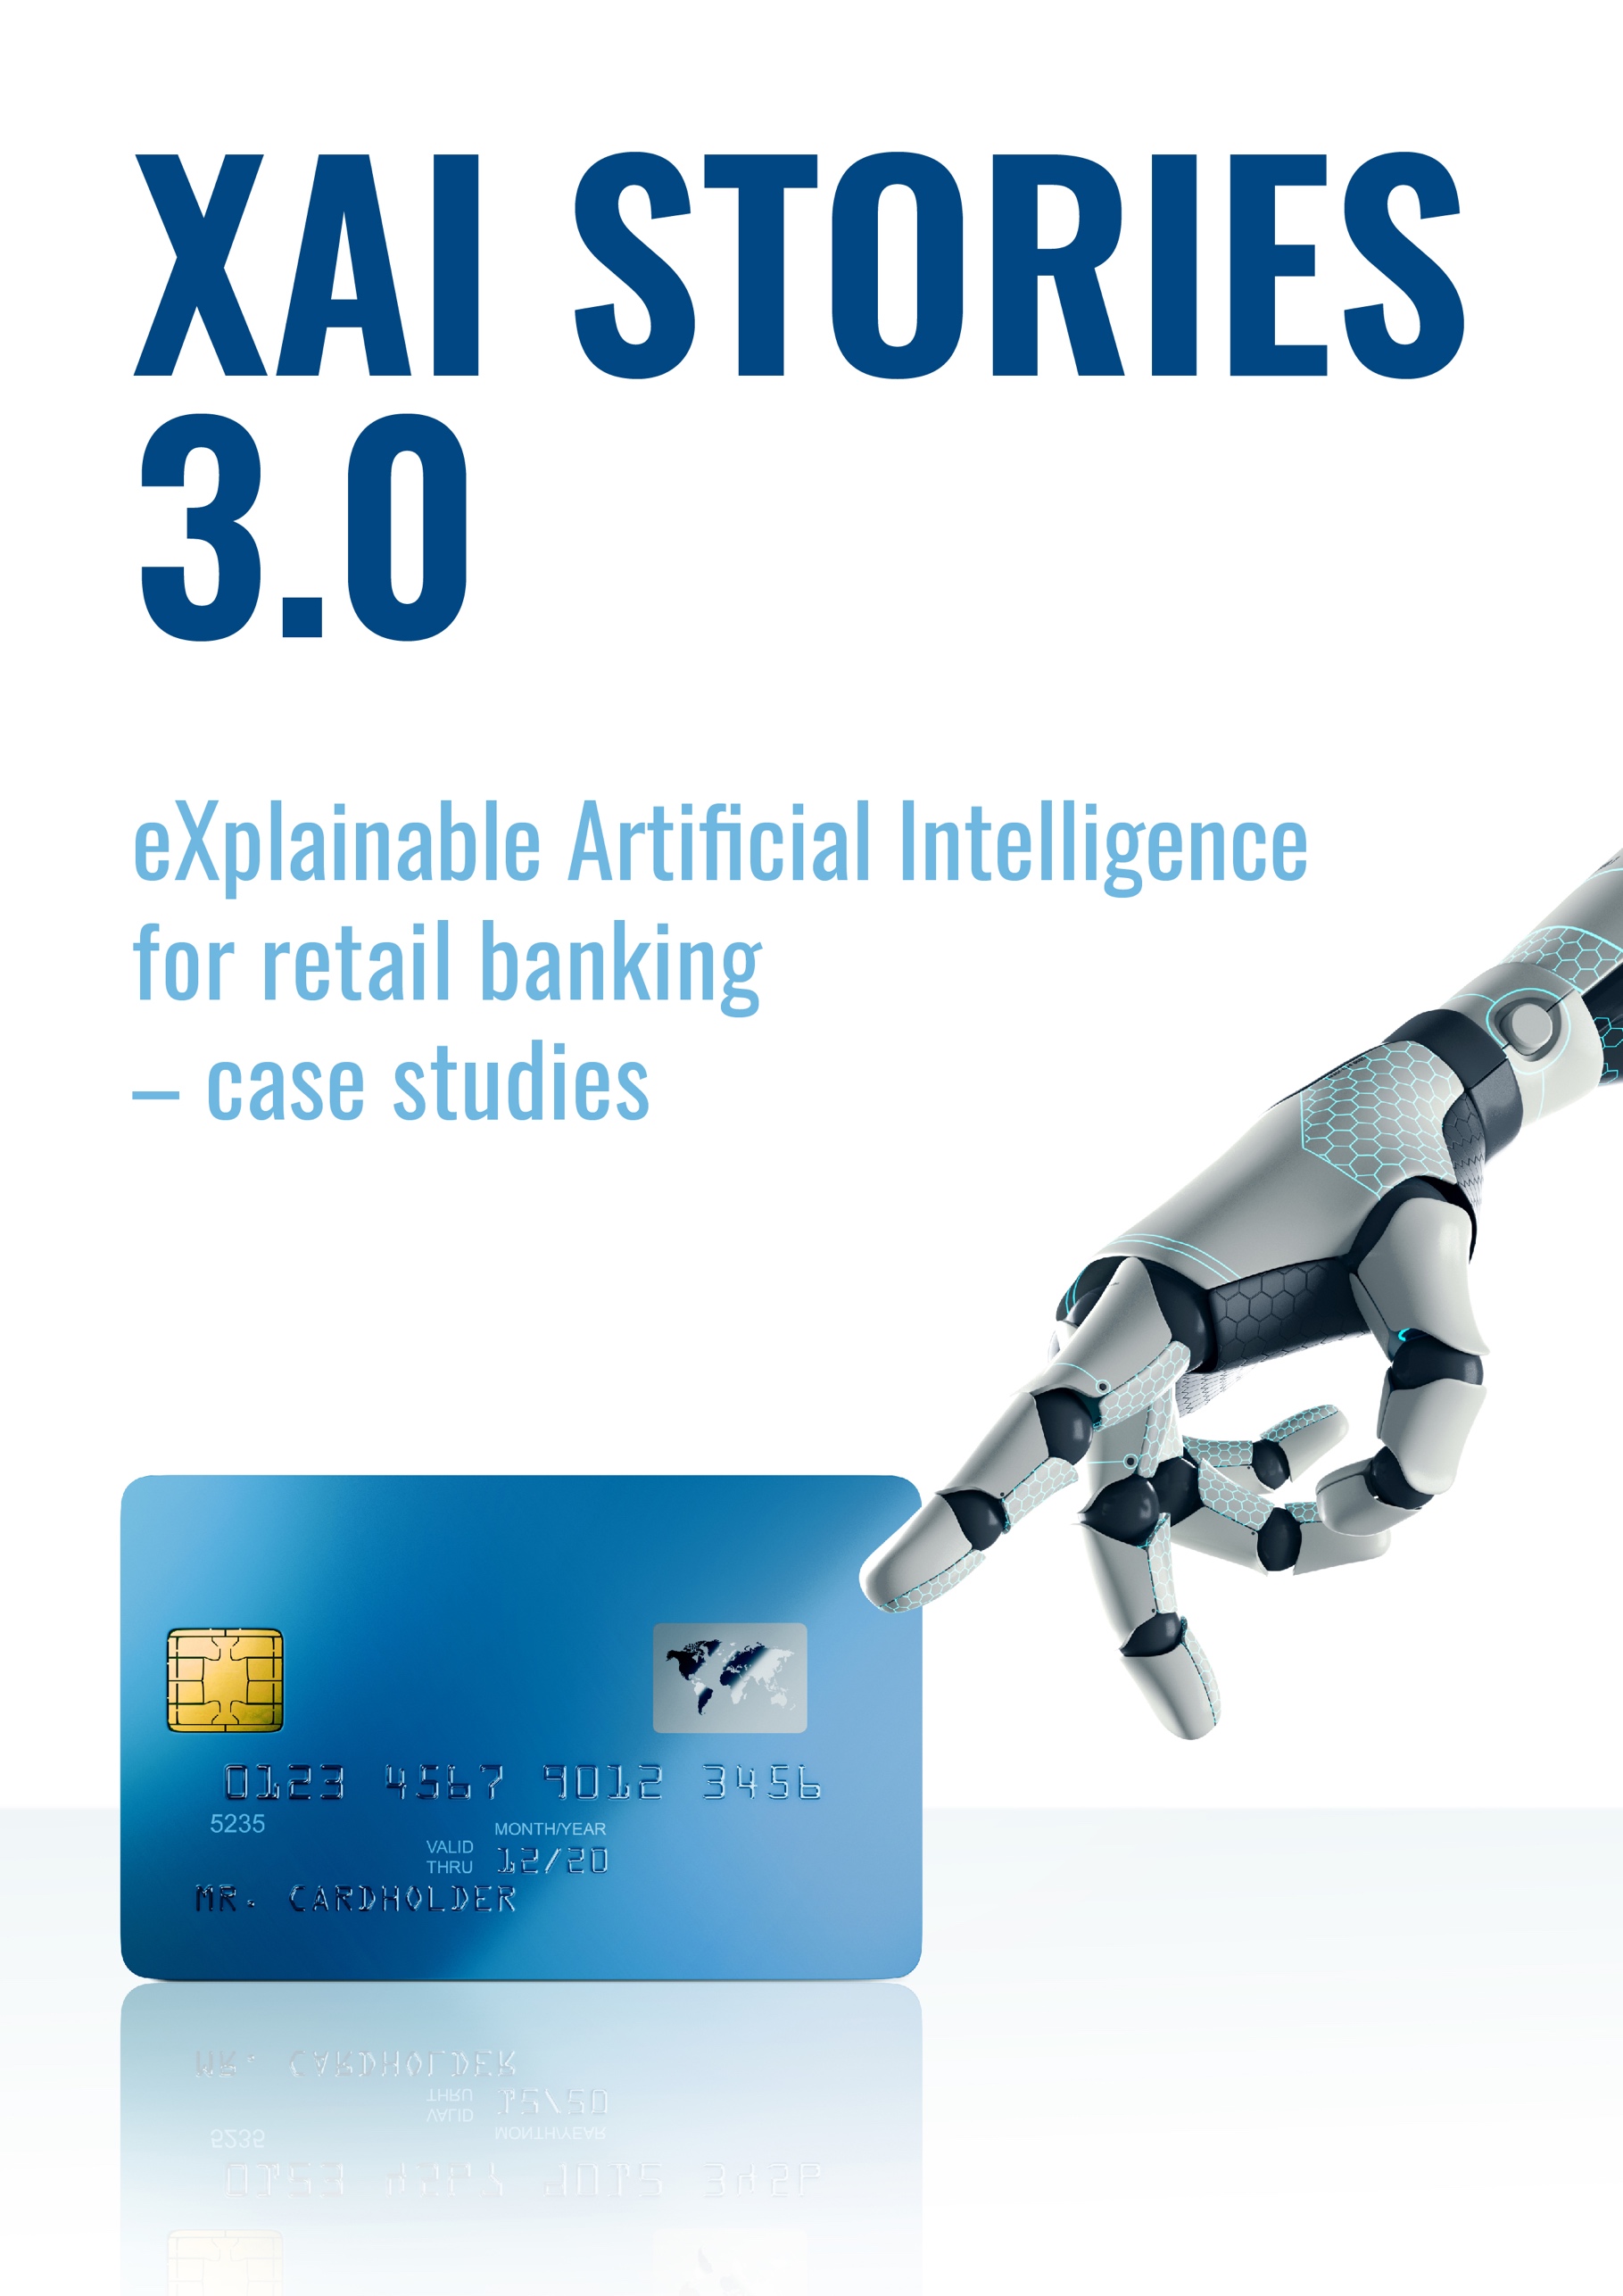 XAI STORIES
3.0
eXplainable Artificial Intelligence
for retail banking
– case studies
0123 4567 9012 3456
5235
MONTH/YEAR
VALID
THRU 12/20
MR. CARDHOLDER